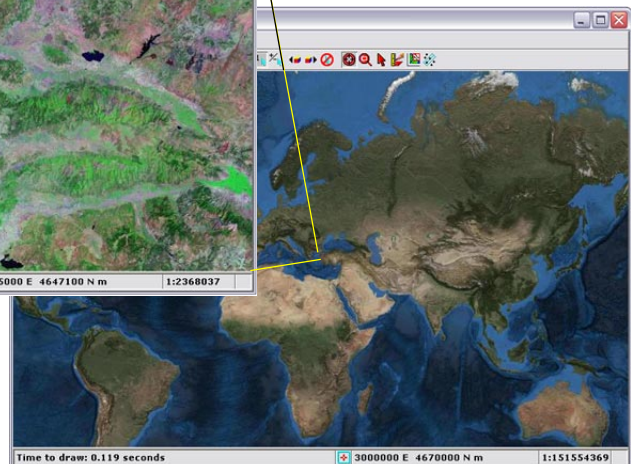 5000 E 4647100 N m 1:2368037
Time to draw: 0.119 seconds 3000000 E 4670000 N m 1:151554369